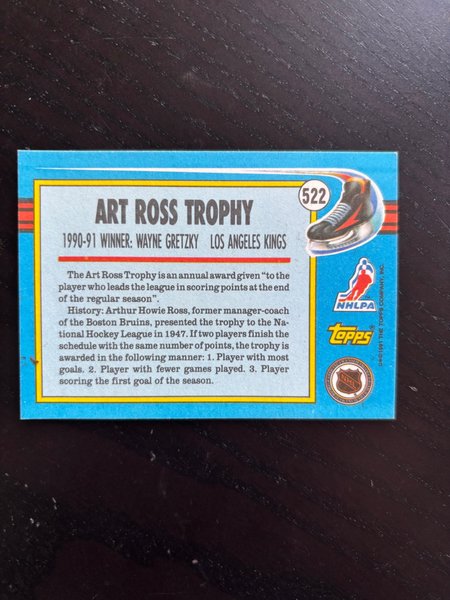 522
ART ROSS TROPHY
1990-91 WINNER: WAYNE GRETZKY LOS ANGELES KINGS
The Art Ross Trophy is an annual award given "to the
player who leads the league in scoring points at the end
of the regular season".
History: Arthur Howie Ross, former manager-coach
of the Boston Bruins, presented the trophy to the Na-
tional Hockey League in 1947. If two players finish the
schedule with the same number of points, the trophy is
awarded in the following manner: 1. Player with most
goals. 2. Player with fewer games played. 3. Player
scoring the first goal of the season.
NHLPA
topps
©1991 THE TOPPS COMPANY, INC.